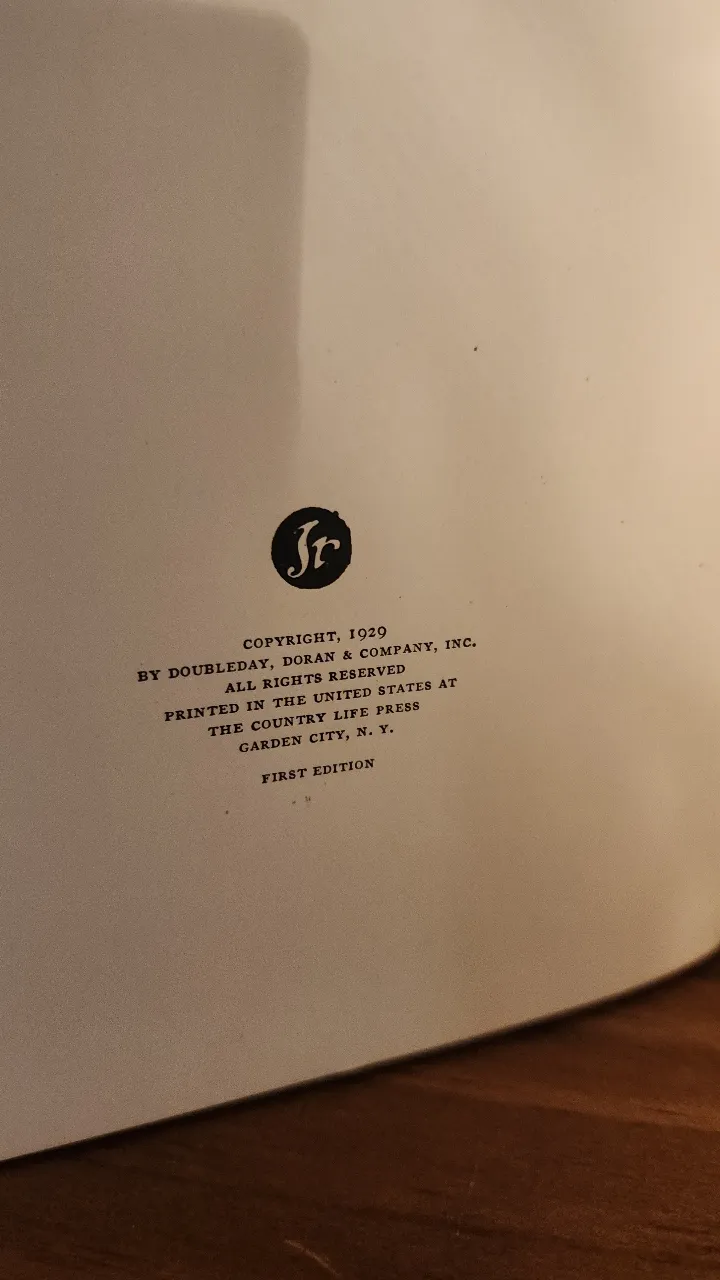 Jr
COPYRIGHT, 1929
BY DOUBLEDAY, DORAN & COMPANY, INC.
ALL RIGHTS RESERVED
PRINTED IN THE UNITED STATES AT
THE COUNTRY LIFE PRESS
GARDEN CITY, N. Y.
FIRST EDITION